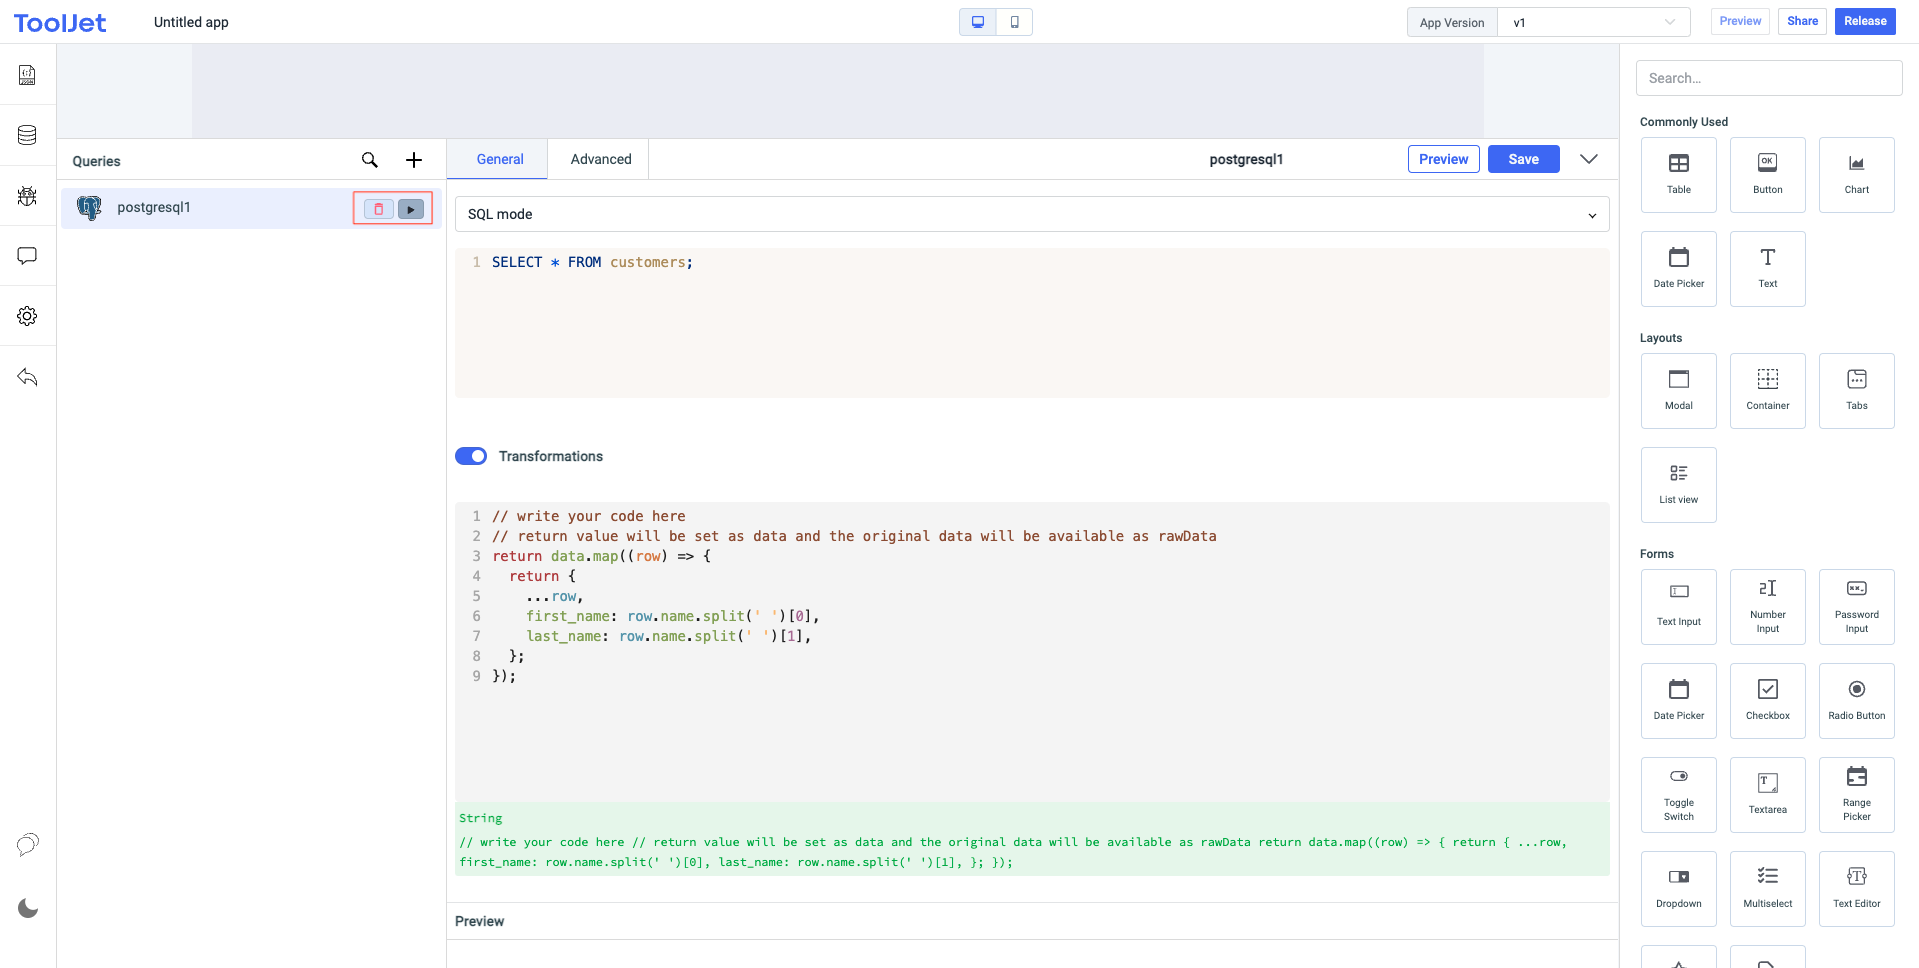 ToolJet
Untitled app
App Version
v1
Preview
Share
Release
Queries
General
Advanced
postgresql1
Preview
Save
postgresql1
SQL mode
1 SELECT * FROM customers;
Transformations
1 // write your code here
2 // return value will be set as data and the original data will be available as rawData
3 return data.map((row) => {
4   return {
5     ...row,
6     first_name: row.name.split(' ')[0],
7     last_name: row.name.split(' ')[1],
8   };
9 });
String
// write your code here // return value will be set as data and the original data will be available as rawData return data.map((row) => { return { ...row,
first_name: row.name.split(' ')[0], last_name: row.name.split(' ')[1], }; });
Preview
Search...
Commonly Used
Table
OK
Button
Chart
Date Picker
Text
Layouts
Modal
Container
Tabs
List view
Forms
Text Input
Number
Input
Password
Input
Date Picker
Checkbox
Radio Button
Toggle
Switch
Textarea
Range
Picker
Dropdown
Multiselect
Text Editor